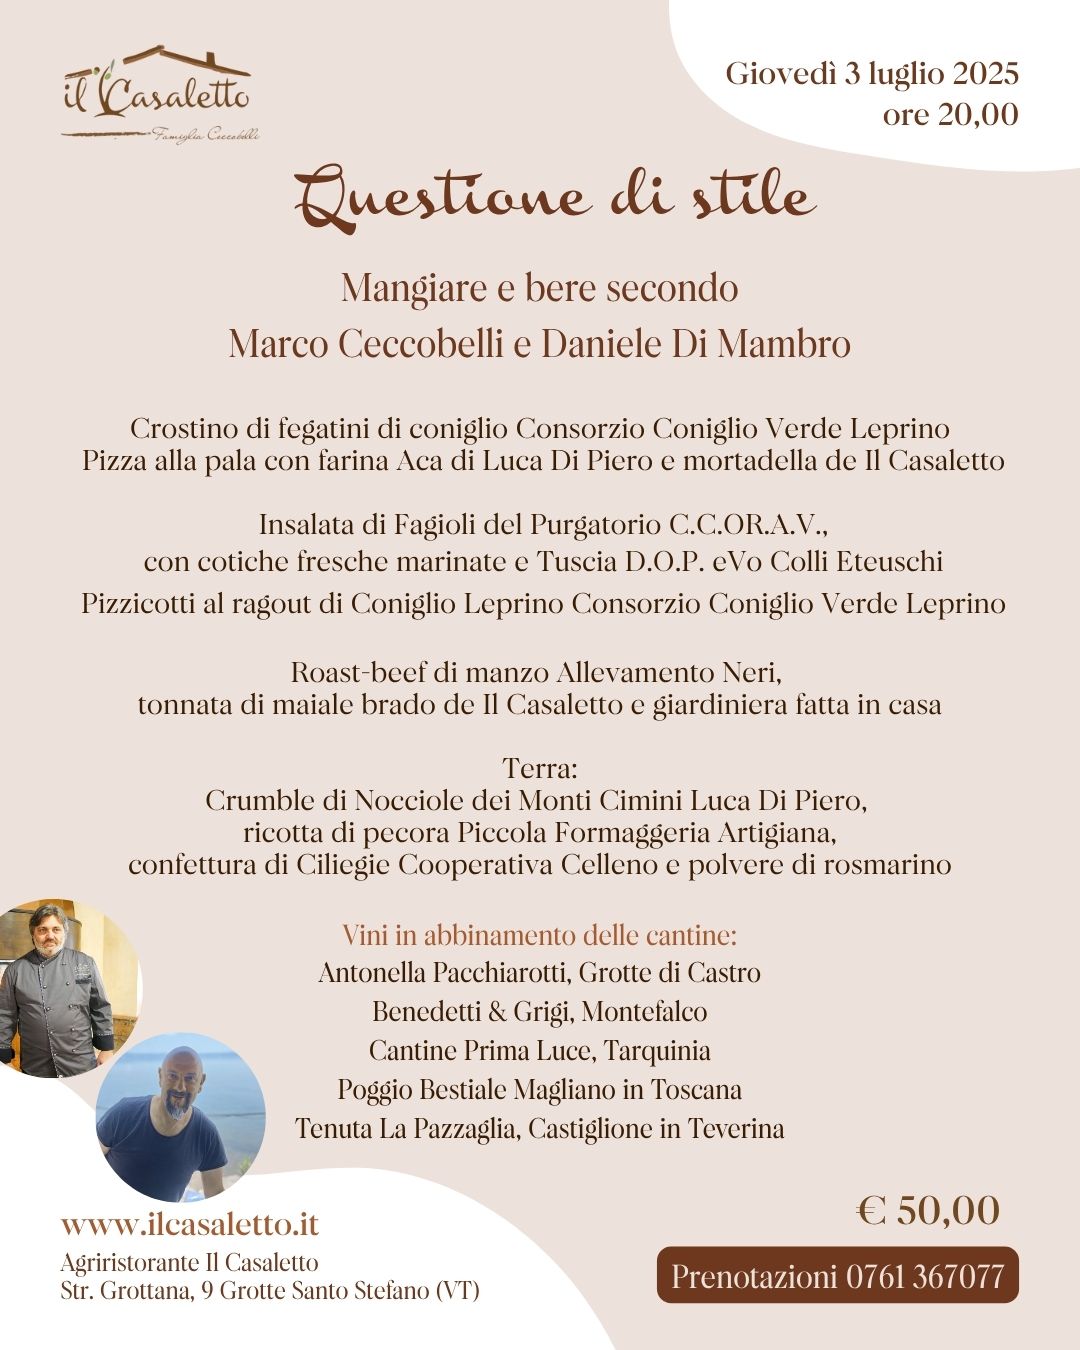 il Casaletto
Famiglia Ceccobelli
Giovedì 3 luglio 2025
ore 20,00
Questione di stile
Mangiare e bere secondo
Marco Ceccobelli e Daniele Di Mambro
Crostino di fegatini di coniglio Consorzio Coniglio Verde Leprino
Pizza alla pala con farina Aca di Luca Di Piero e mortadella de Il Casaletto
Insalata di Fagioli del Purgatorio C.C.OR.A.V.,
con cotiche fresche marinate e Tuscia D.O.P. eVo Colli Eteuschi
Pizzicotti al ragout di Coniglio Leprino Consorzio Coniglio Verde Leprino
Roast-beef di manzo Allevamento Neri,
tonnata di maiale brado de Il Casaletto e giardiniera fatta in casa
Terra:
Crumble di Nocciole dei Monti Cimini Luca Di Piero,
ricotta di pecora Piccola Formaggeria Artigiana,
confettura di Ciliegie Cooperativa Celleno e polvere di rosmarino
Vini in abbinamento delle cantine:
Antonella Pacchiarotti, Grotte di Castro
Benedetti & Grigi, Montefalco
Cantine Prima Luce, Tarquinia
Poggio Bestiale Magliano in Toscana
Tenuta La Pazzaglia, Castiglione in Teverina
www.ilcasaletto.it
Agriristorante Il Casaletto
Str. Grottana, 9 Grotte Santo Stefano (VT)
€ 50,00
Prenotazioni 0761 367077